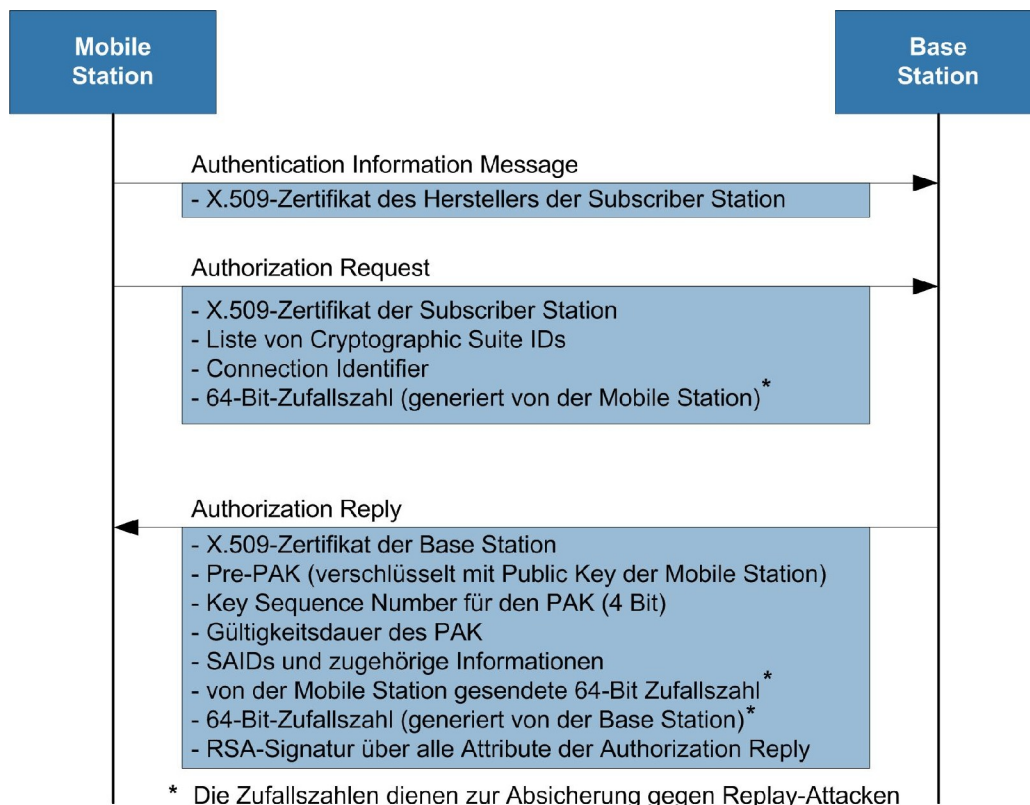 Mobile
Station
Base
Station
Authentication Information Message
- X.509-Zertifikat des Herstellers der Subscriber Station
Authorization Request
- X.509-Zertifikat der Subscriber Station
- Liste von Cryptographic Suite IDs
- Connection Identifier
- 64-Bit-Zufallszahl (generiert von der Mobile Station)*
Authorization Reply
- X.509-Zertifikat der Base Station
- Pre-PAK (verschlüsselt mit Public Key der Mobile Station)
- Key Sequence Number für den PAK (4 Bit)
- Gültigkeitsdauer des PAK
- SAIDs und zugehörige Informationen
- von der Mobile Station gesendete 64-Bit Zufallszahl*
- 64-Bit-Zufallszahl (generiert von der Base Station)*
- RSA-Signatur über alle Attribute der Authorization Reply
* Die Zufallszahlen dienen zur Absicherung gegen Replay-Attacken